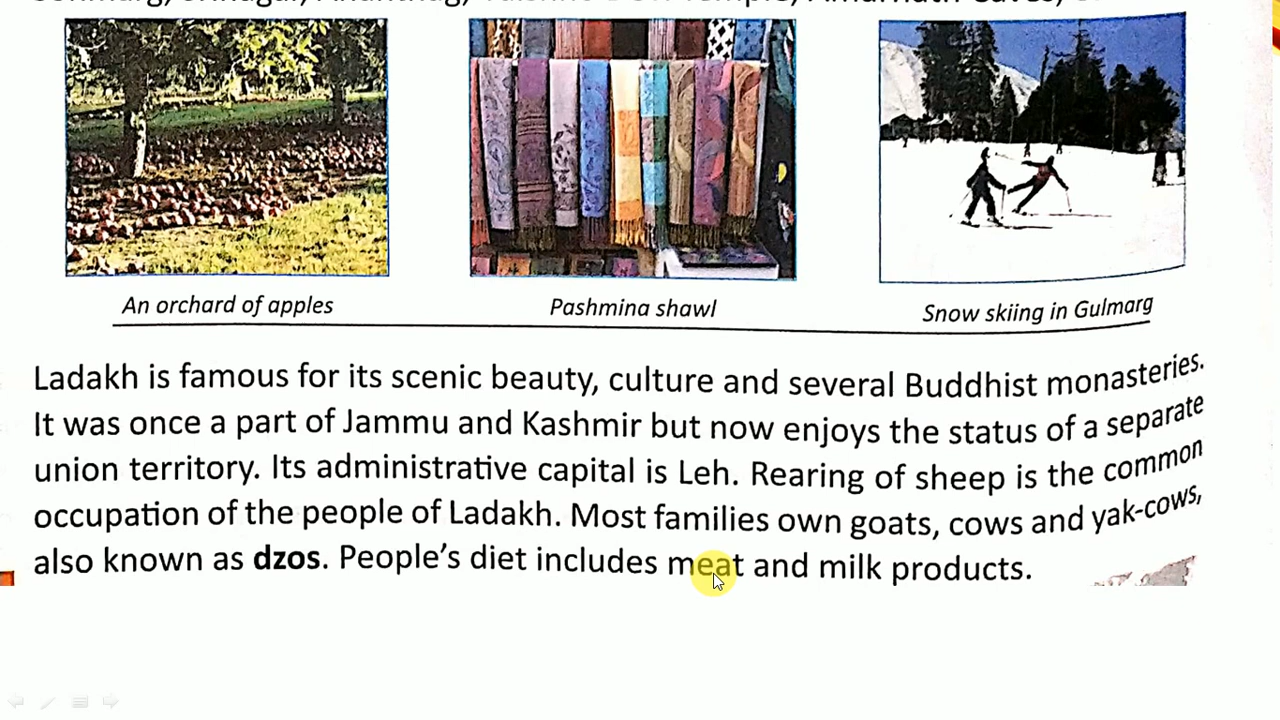 An orchard of apples
Pashmina shawl
Snow skiing in Gulmarg
Ladakh is famous for its scenic beauty, culture and several Buddhist monasteries.
It was once a part of Jammu and Kashmir but now enjoys the status of a separate
union territory. Its administrative capital is Leh. Rearing of sheep is the common
occupation of the people of Ladakh. Most families own goats, cows and yak-cows,
also known as dzos. People's diet includes meat and milk products.